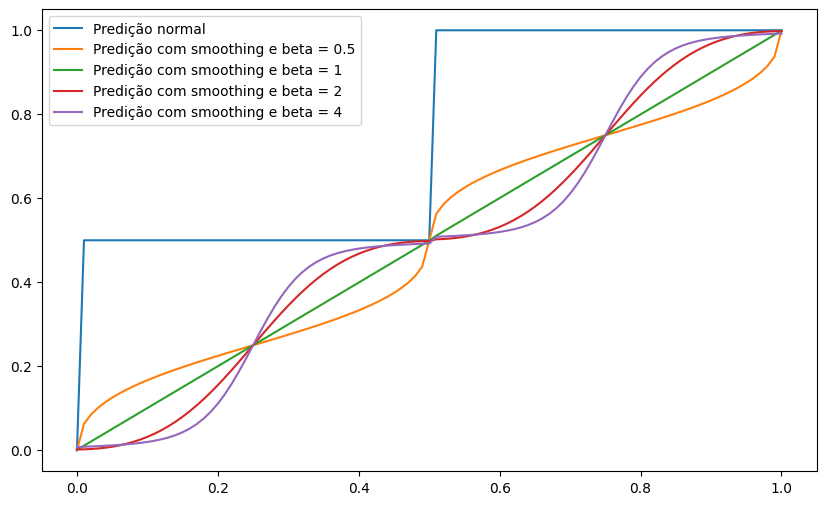 Predição normal
Predição com smoothing e beta = 0.5
Predição com smoothing e beta = 1
Predição com smoothing e beta = 2
Predição com smoothing e beta = 4
1.0
0.8
0.6
0.4
0.2
0.0
0.0 0.2 0.4 0.6 0.8 1.0